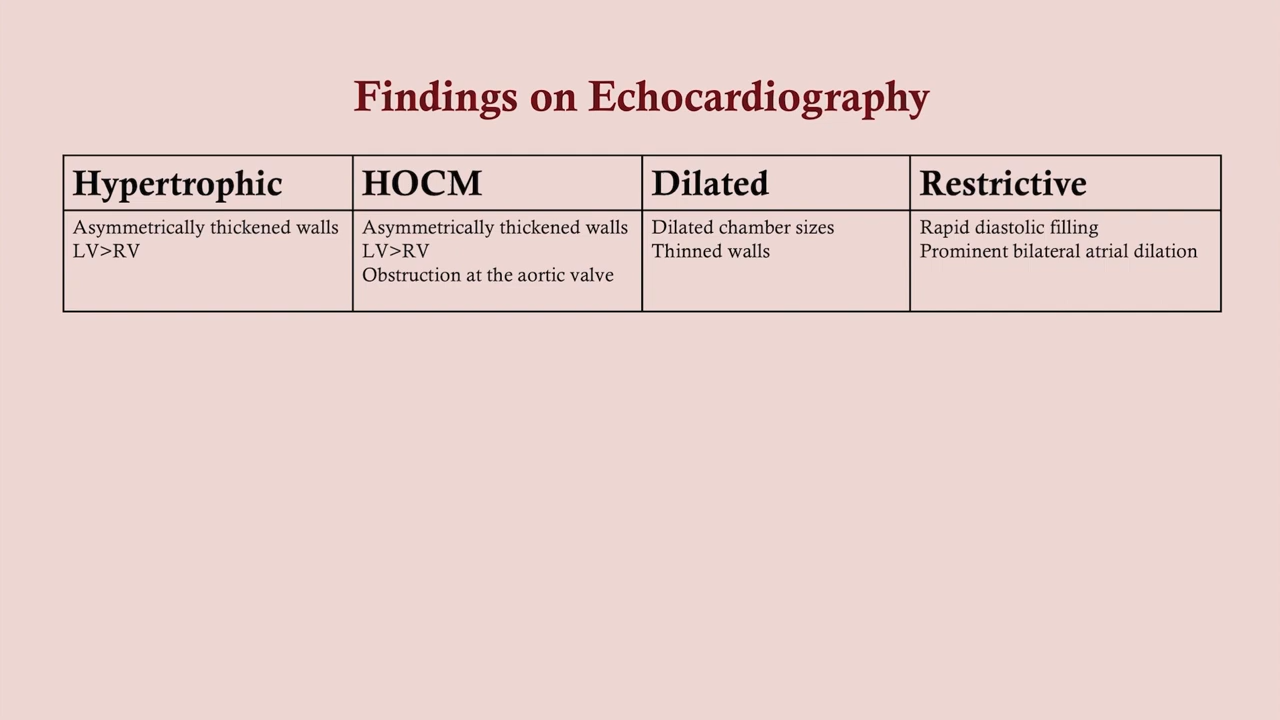 Findings on Echocardiography
Hypertrophic
HOCM
Dilated
Restrictive
Asymmetrically thickened walls
LV>RV
Asymmetrically thickened walls
LV>RV
Obstruction at the aortic valve
Dilated chamber sizes
Thinned walls
Rapid diastolic filling
Prominent bilateral atrial dilation